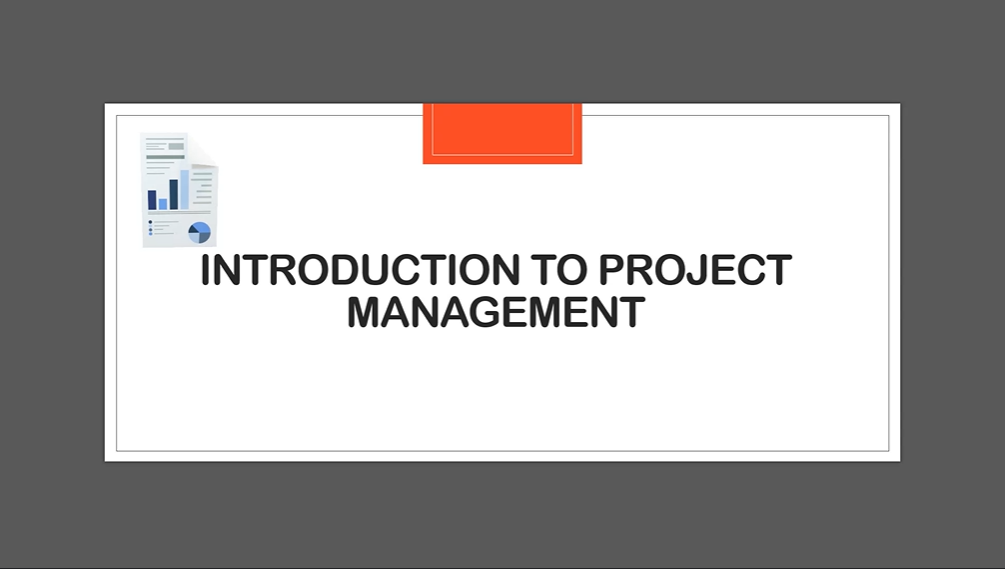 INTRODUCTION TO PROJECT
MANAGEMENT